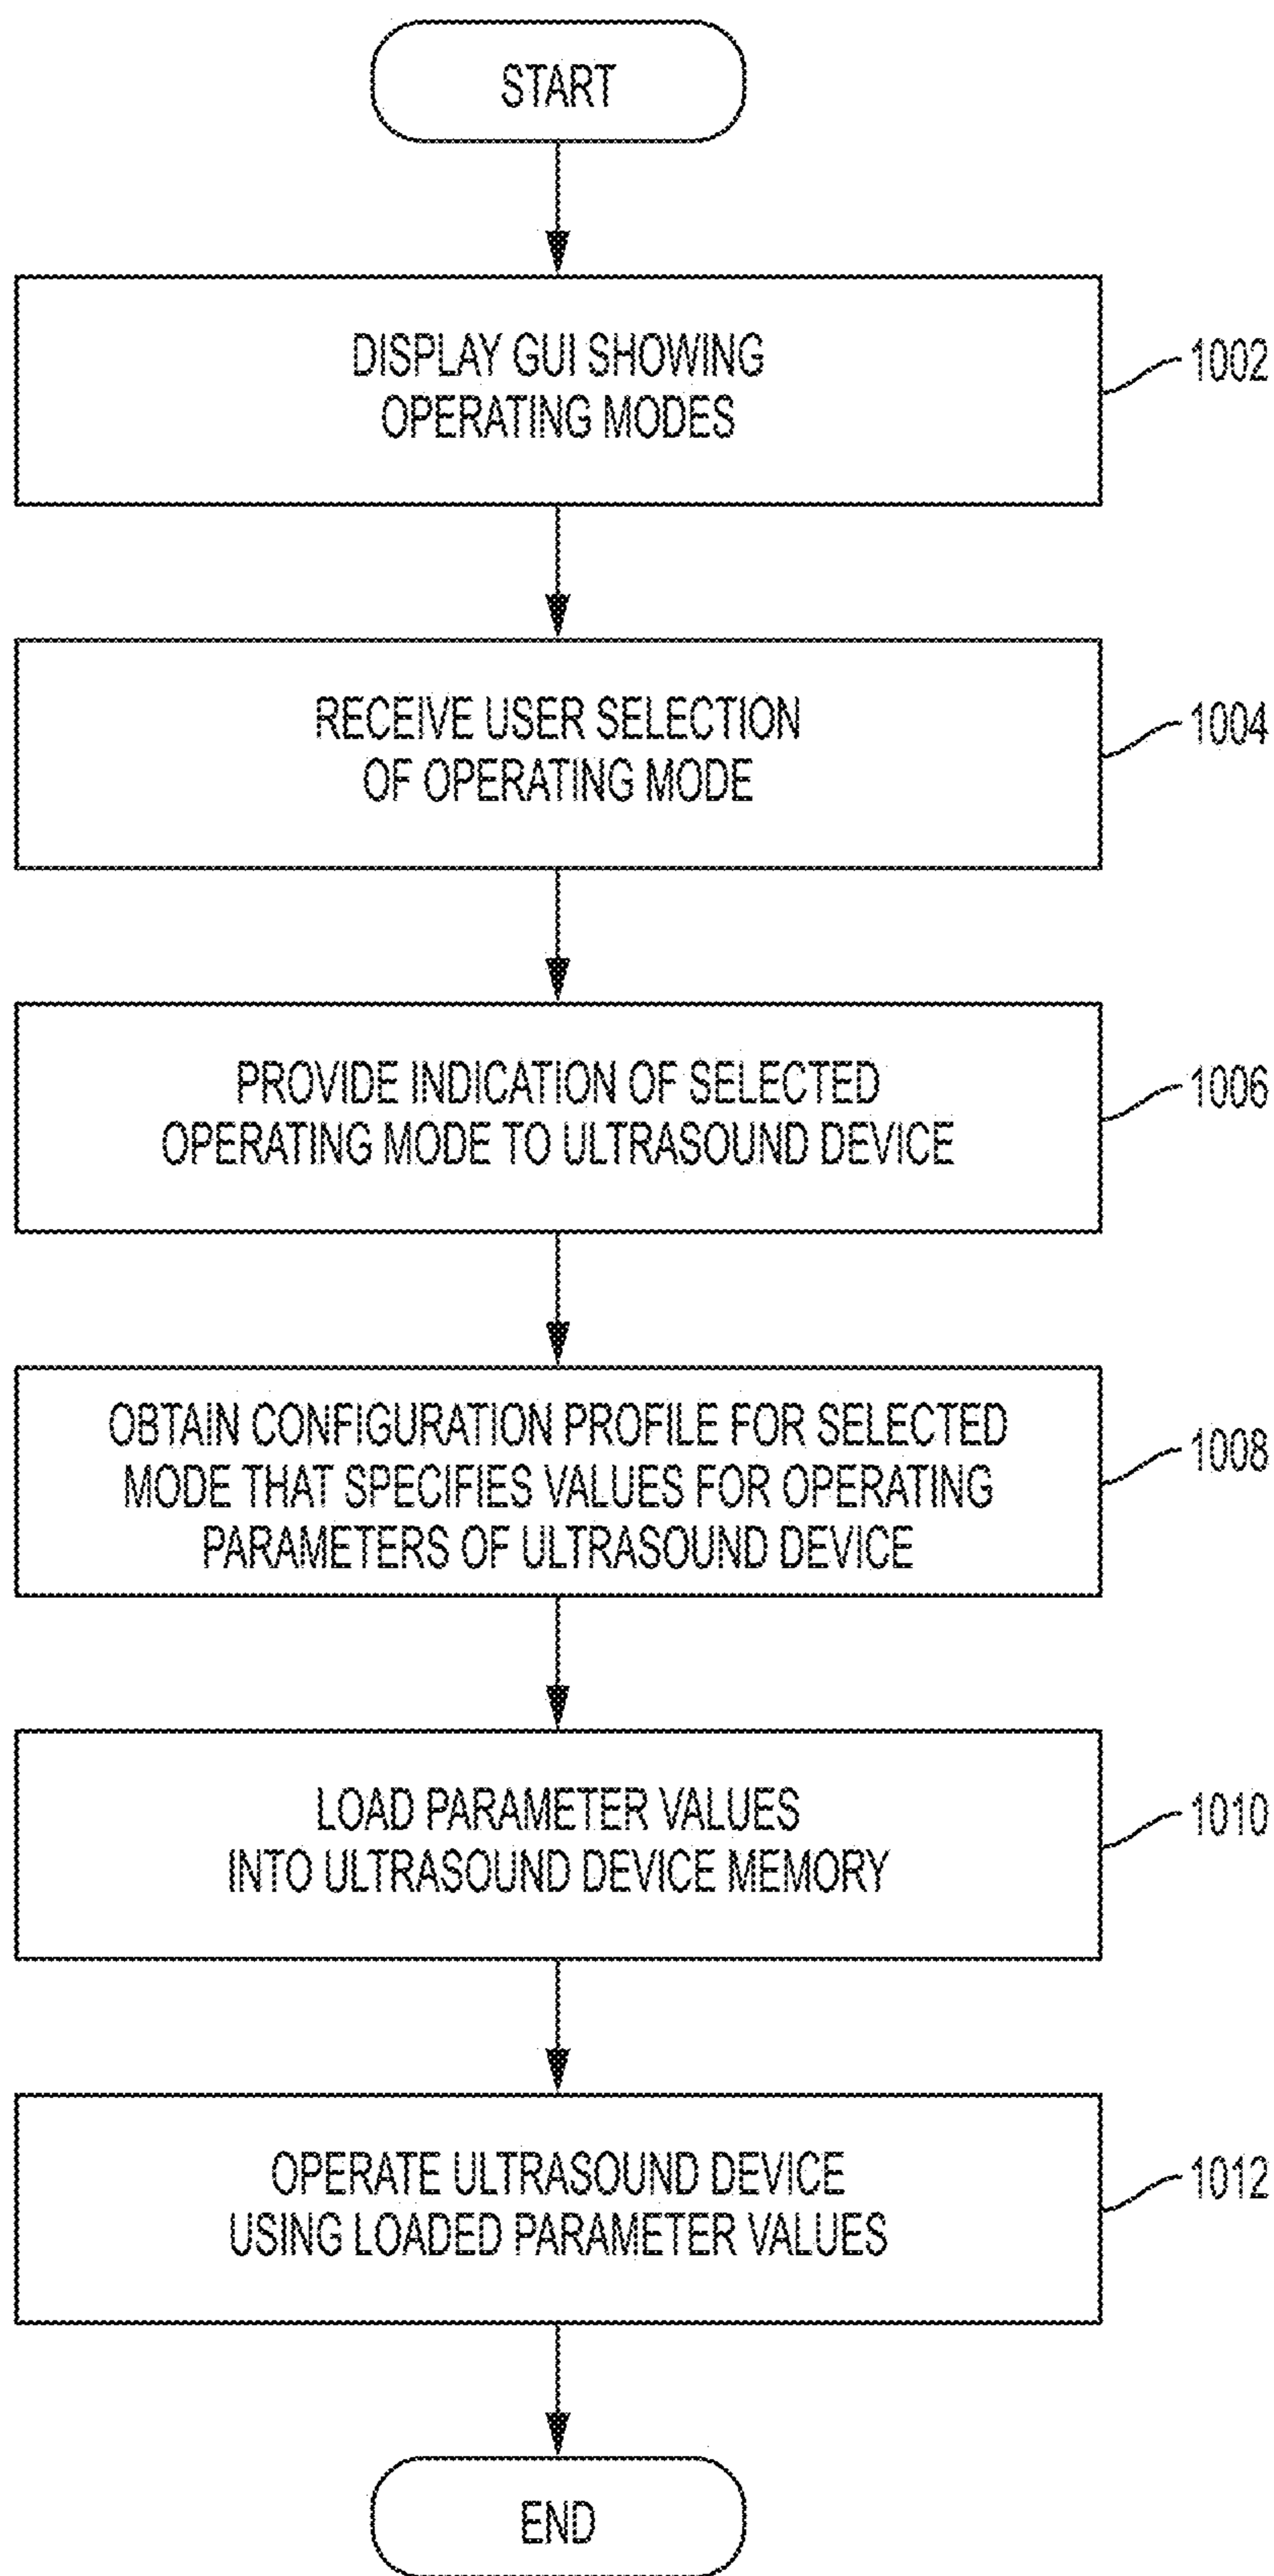 START
DISPLAY GUI SHOWING
OPERATING MODES
1002
RECEIVE USER SELECTION
OF OPERATING MODE
1004
PROVIDE INDICATION OF SELECTED
OPERATING MODE TO ULTRASOUND DEVICE
1006
OBTAIN CONFIGURATION PROFILE FOR SELECTED
MODE THAT SPECIFIES VALUES FOR OPERATING
PARAMETERS OF ULTRASOUND DEVICE
1008
LOAD PARAMETER VALUES
INTO ULTRASOUND DEVICE MEMORY
1010
OPERATE ULTRASOUND DEVICE
USING LOADED PARAMETER VALUES
1012
END